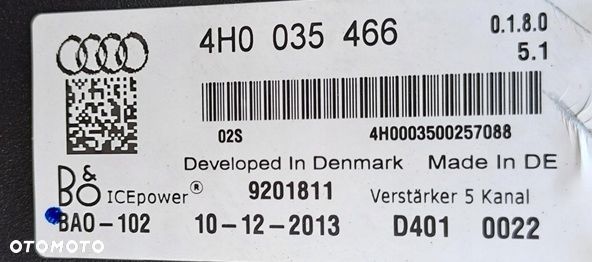 4H0 035 466
0.1.8.0
5.1
02S
4H0003500257088
Developed In Denmark Made In DE
B&O ICEpower® 9201811 Verstärker 5 Kanal
BAO-102 10-12-2013 D401 0022
OTOMOTO